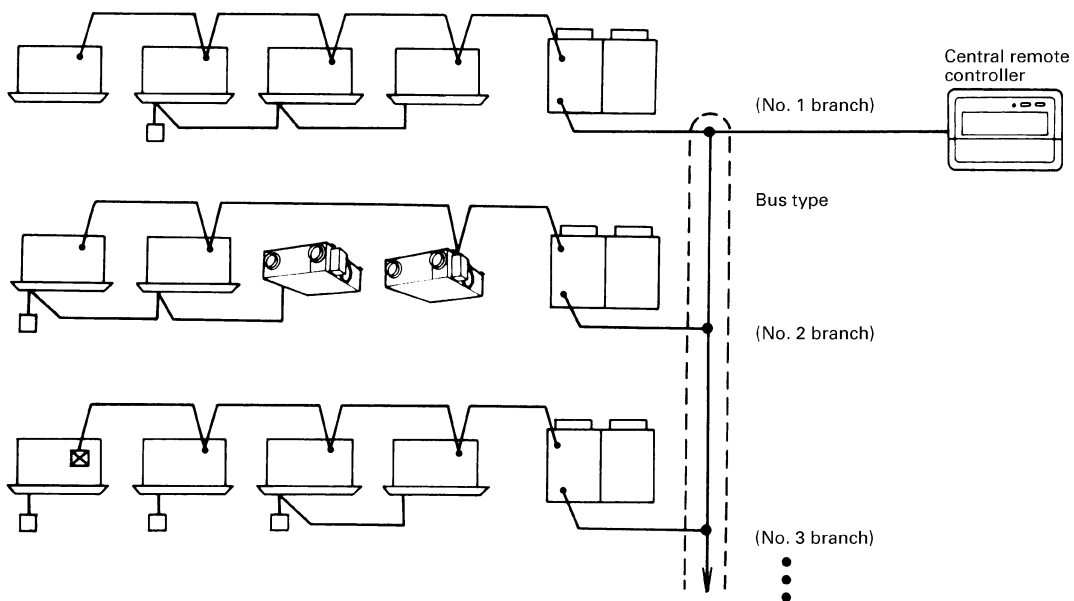 Central remote
controller
(No. 1 branch)
Bus type
(No. 2 branch)
(No. 3 branch)